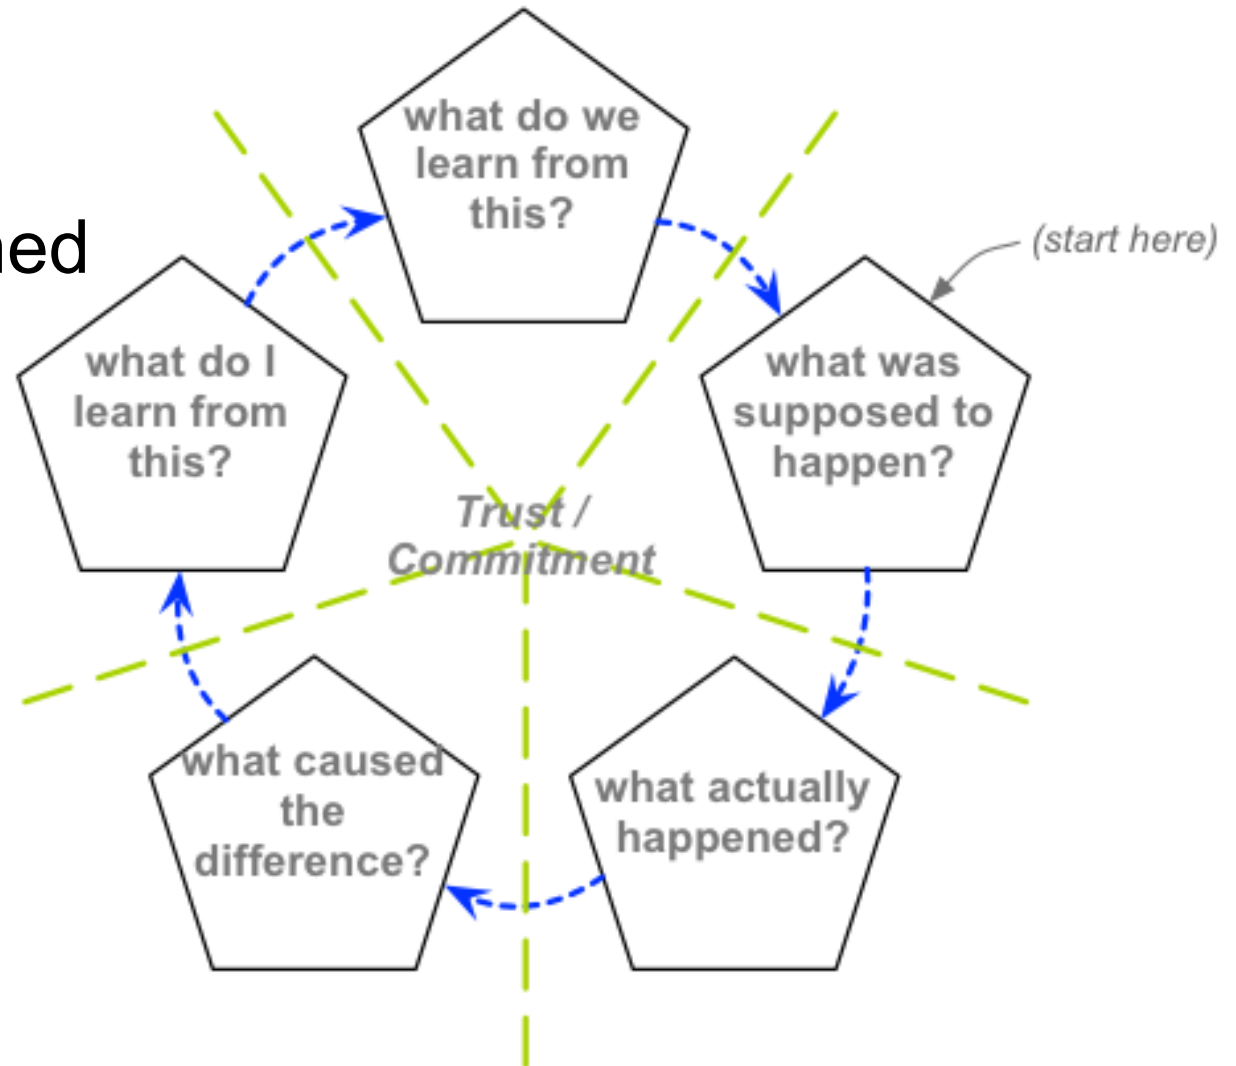 what do we
learn from
this?
ned
(start here)
what do I
learn from
this?
what was
supposed to
happen?
Trust /
Commitment
what caused
the
difference?
what actually
happened?